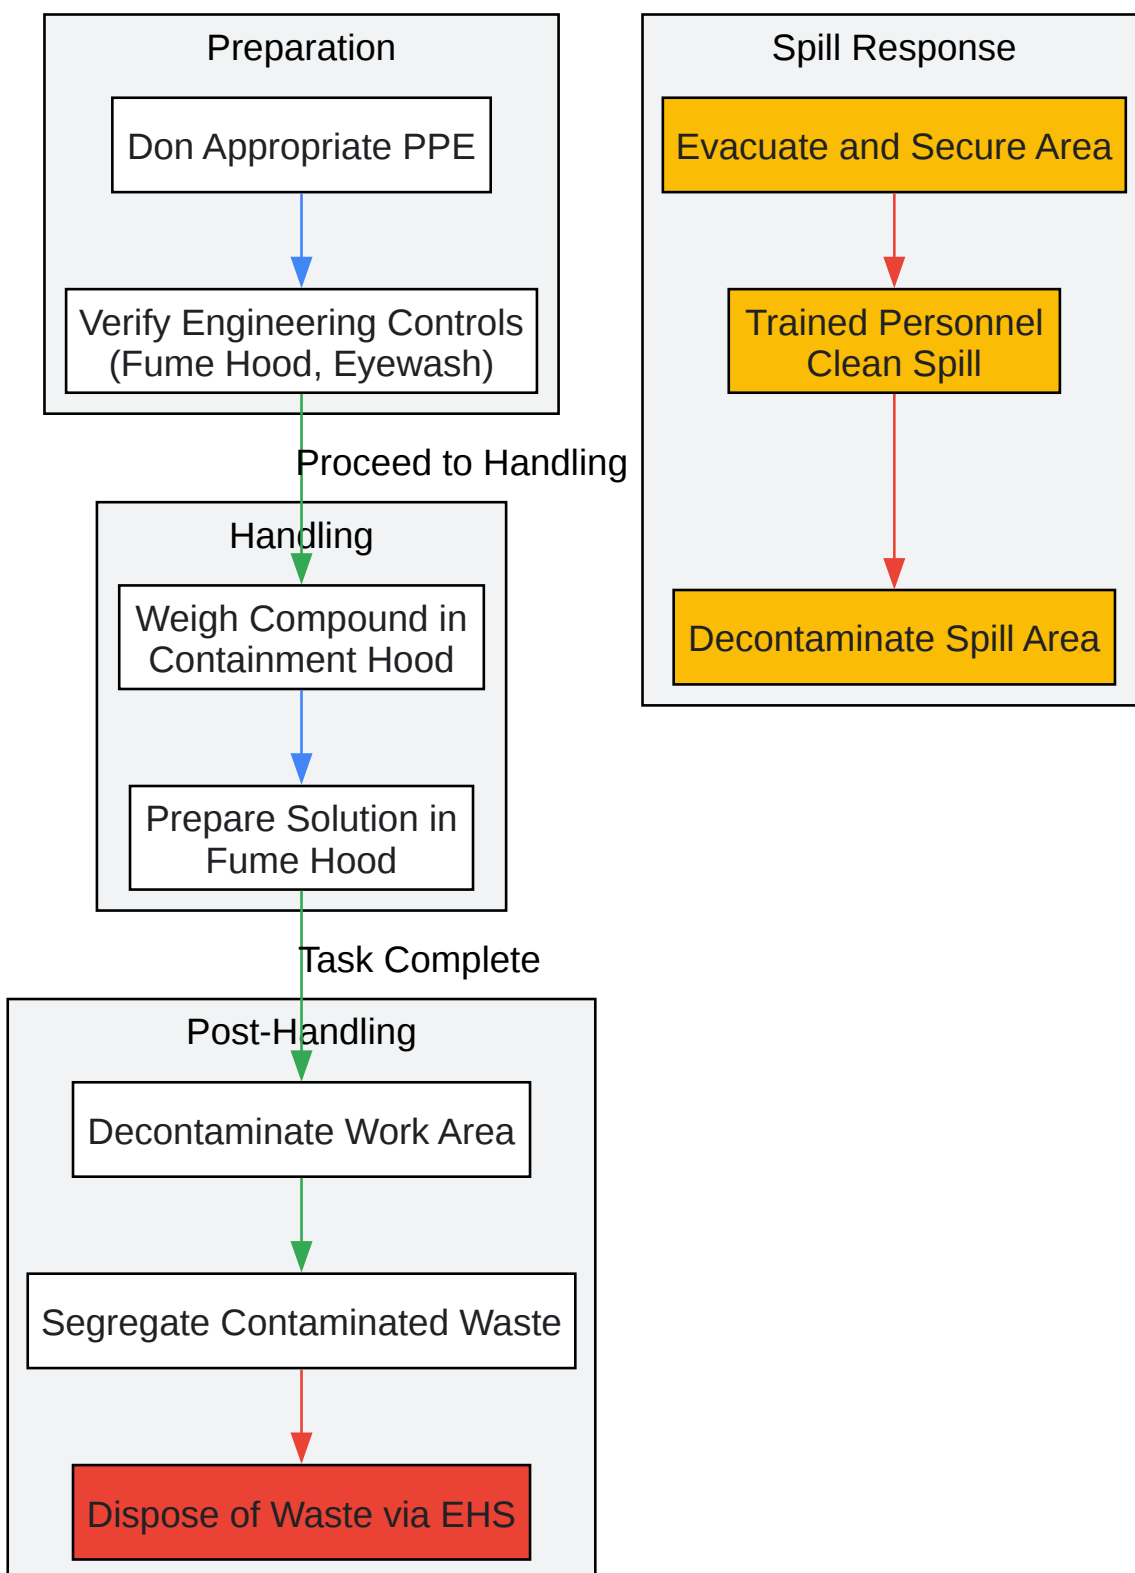 Preparation
Don Appropriate PPE
Verify Engineering Controls
(Fume Hood, Eyewash)
Proceed to Handling
Handling
Weigh Compound in
Containment Hood
Prepare Solution in
Fume Hood
Task Complete
Post-Handling
Decontaminate Work Area
Segregate Contaminated Waste
Dispose of Waste via EHS
Spill Response
Evacuate and Secure Area
Trained Personnel
Clean Spill
Decontaminate Spill Area